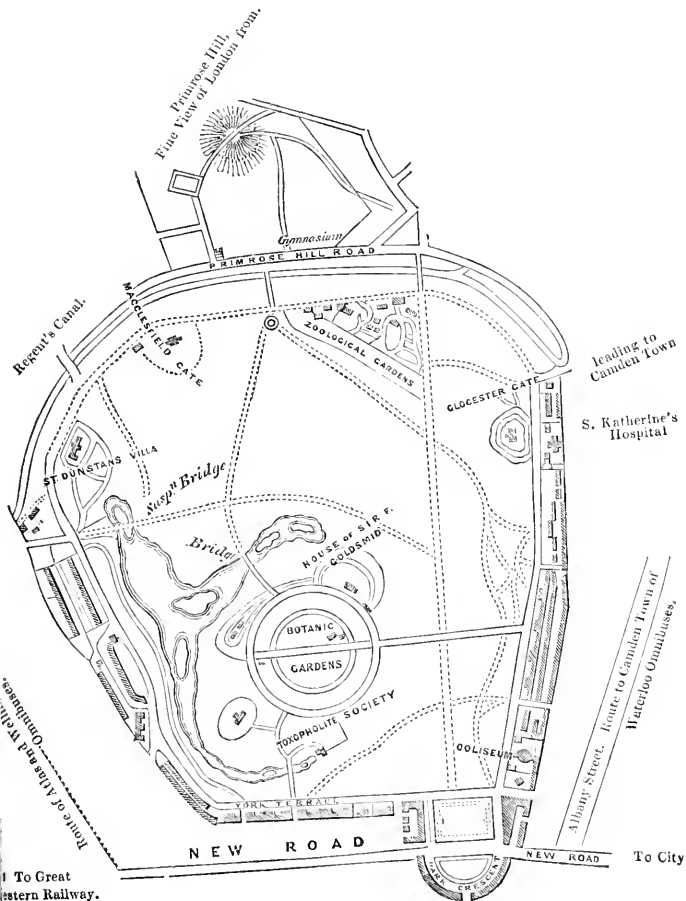 Primrose Hill,
Fine View of London from.
Gymnasium
PRIMROSE HILL ROAD
Regent's Canal.
MACCLESFIELD GATE
ZOOLOGICAL GARDENS
leading to
Camden Town
GLOCESTER GATE
S. Katherine's
Hospital
ST. DUNSTANS VILLA
Suspn Bridge
Bridge
HOUSE OF SIR F.
GOLDSMID
BOTANIC
GARDENS
TOXOPHOLITE SOCIETY
COLISEUM
Albany Street. Route to Camden Town of
Waterloo Omnibuses.
Route of Atlas and
Omnibuses.
YORK TERRACE
NEW ROAD
PARK CRESCENT
NEW ROAD
To City
To Great
estern Railway.